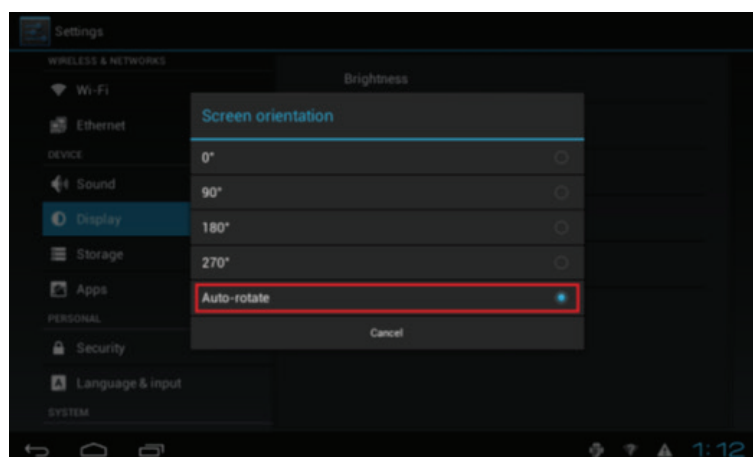 Settings
WIRELESS & NETWORKS
Wi-Fi
Ethernet
DEVICE
Sound
Display
Storage
Apps
PERSONAL
Security
Language & input
SYSTEM
Brightness
Screen orientation
0°
90°
180°
270°
Auto-rotate
Cancel
1:12